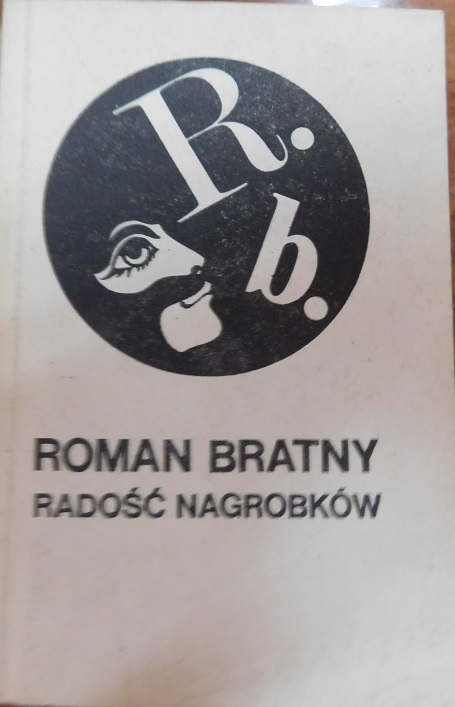 R.
b.
ROMAN BRATNY
RADOŚĆ NAGROBKÓW